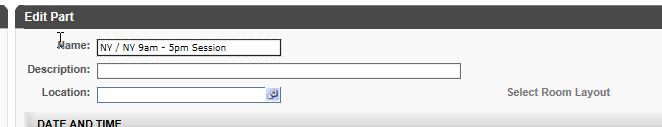 Edit Part
Name: NY / NY 9am - 5pm Session
Description:
Location: Select Room Layout
DATE AND TIME